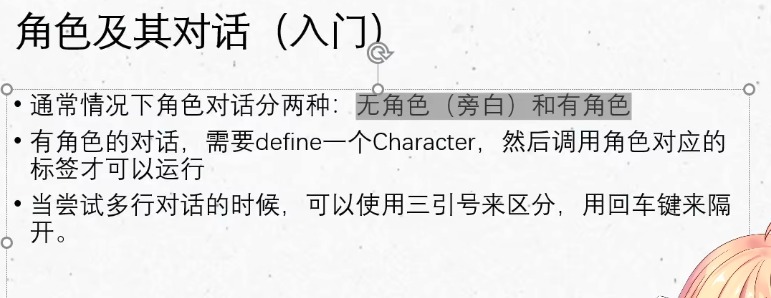 角色及其对话（入门）
• 通常情况下角色对话分两种：无角色（旁白）和有角色
• 有角色的对话，需要define一个Character，然后调用角色对应的
标签才可以运行
• 当尝试多行对话的时候，可以使用三引号来区分，用回车键来隔
开。